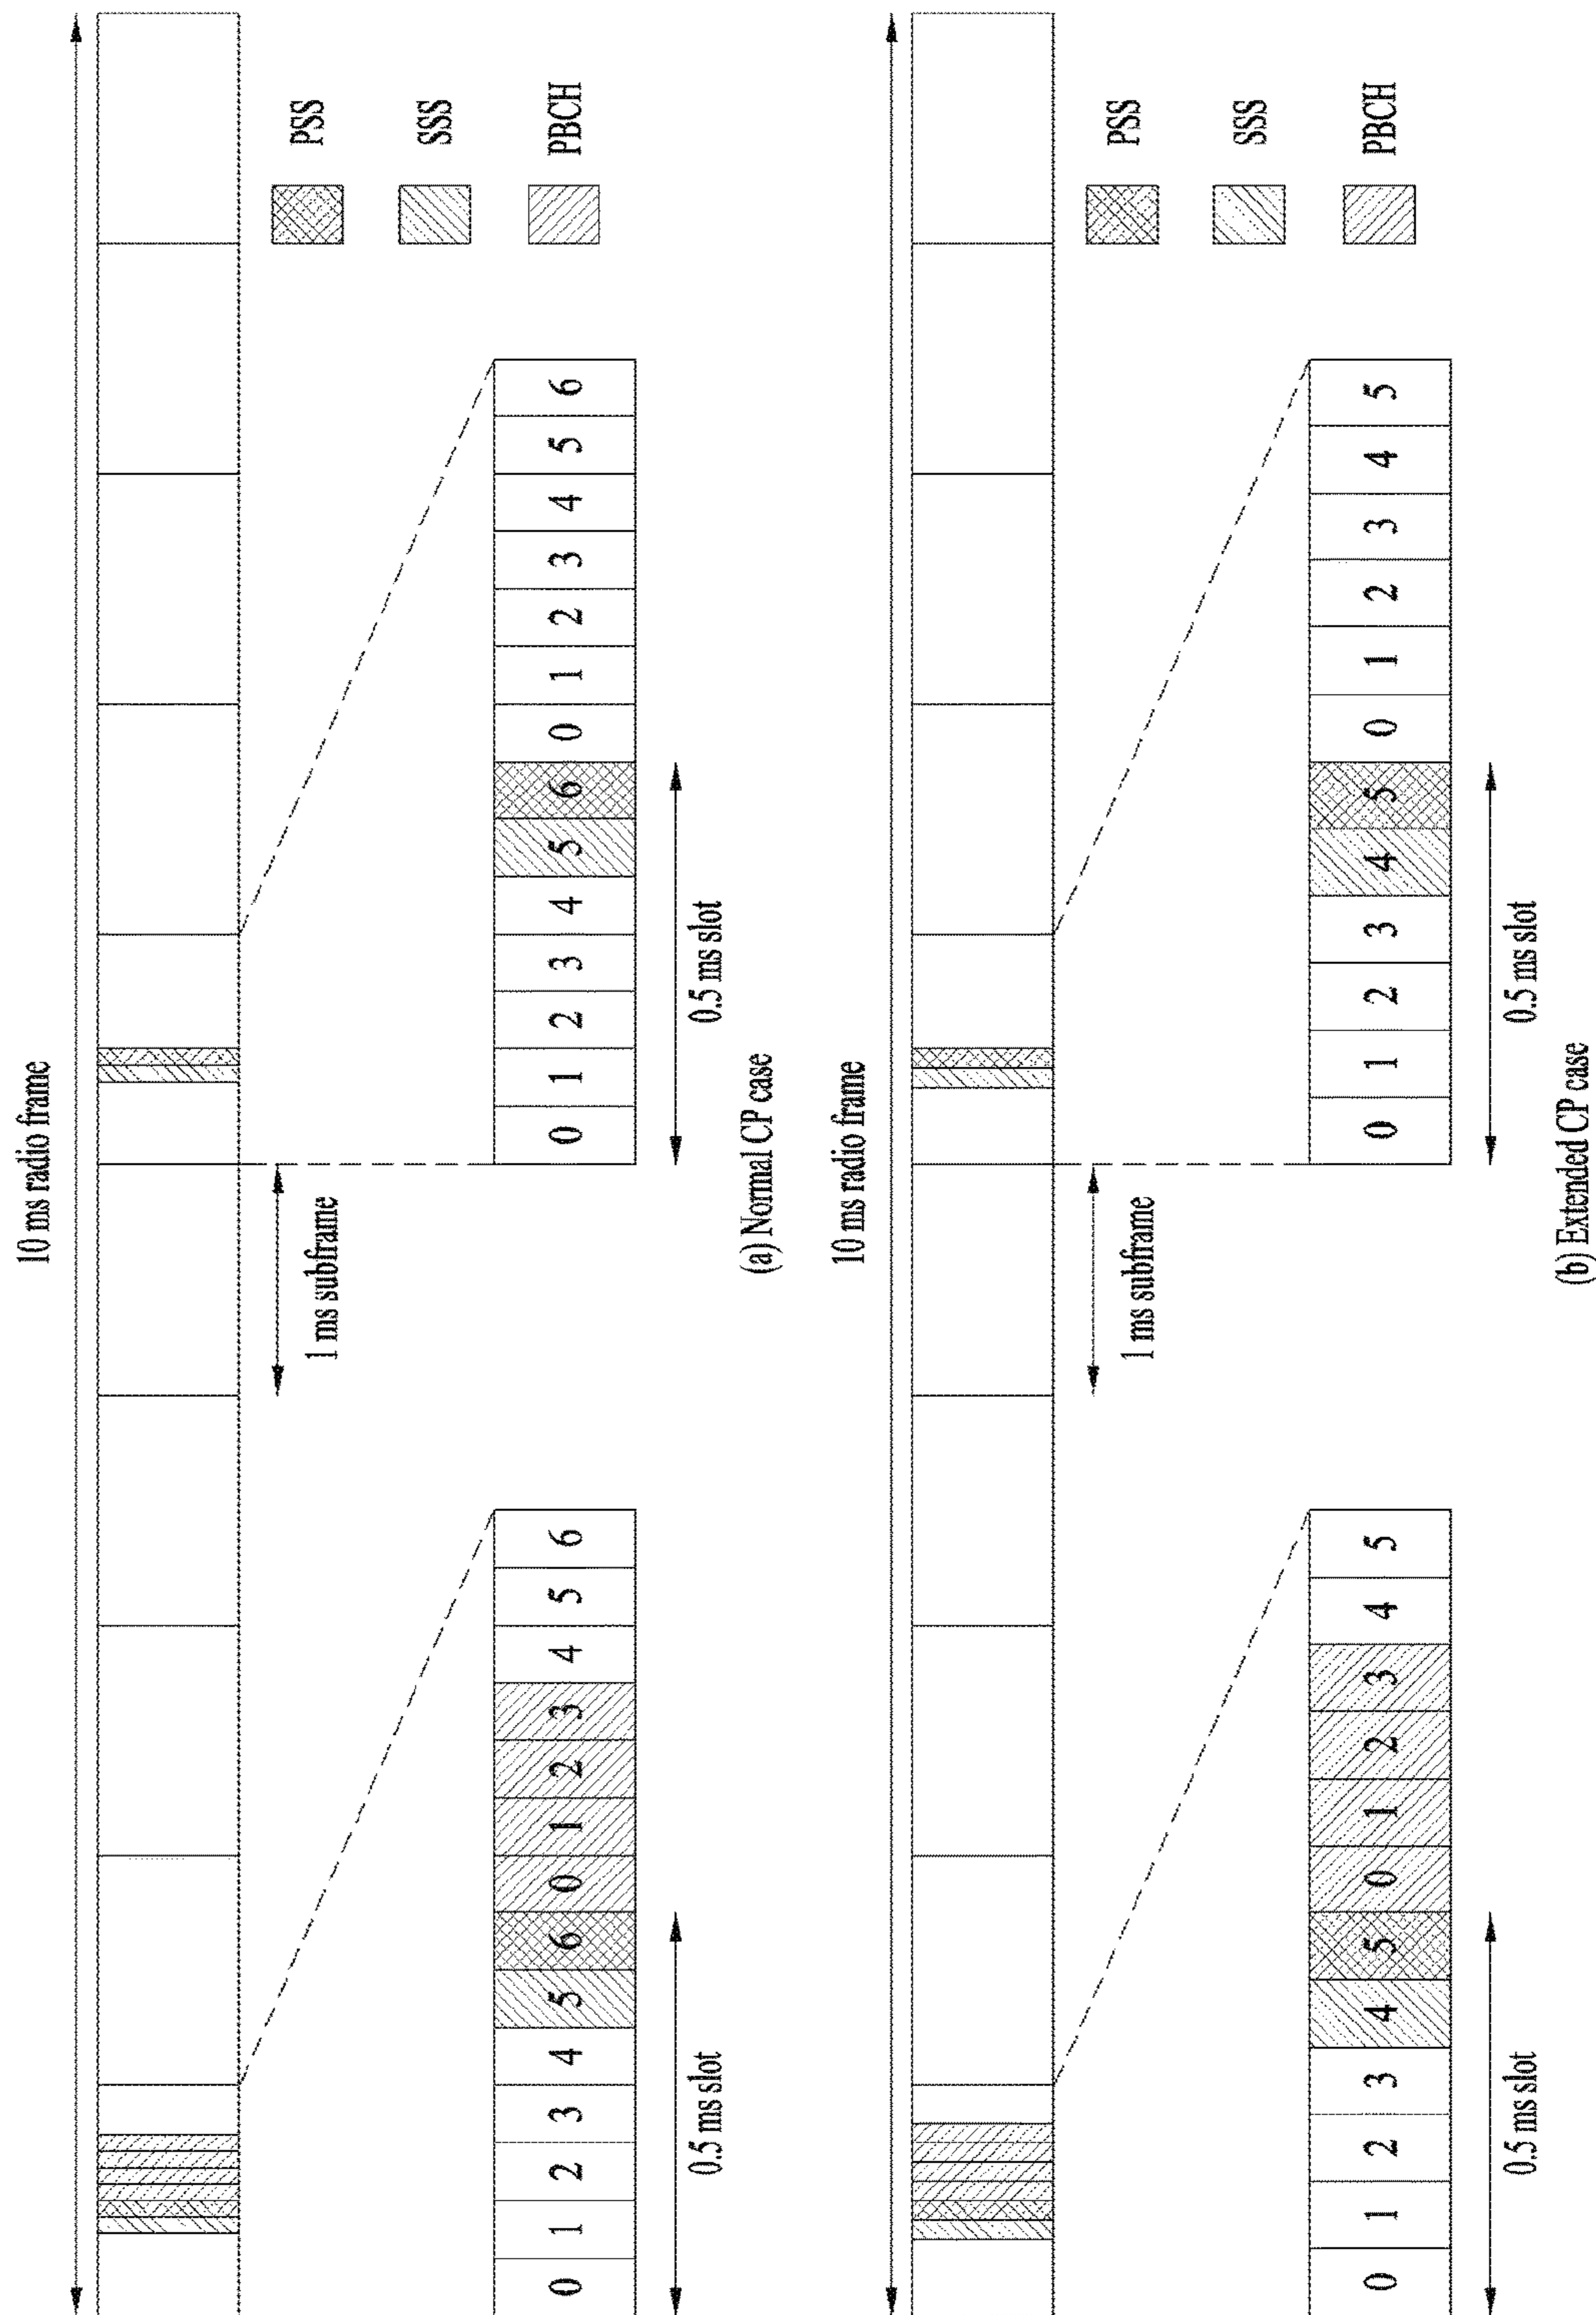 10 ms radio frame
PSS
SSS
PBCH
1 ms subframe
0 1 2 3 4 5 6 0 1 2 3 4 5 6
0 1 2 3 4 5 6 0 1 2 3 4 5 6
0.5 ms slot
0.5 ms slot
(a) Normal CP case
10 ms radio frame
PSS
SSS
PBCH
1 ms subframe
0 1 2 3 4 5 0 1 2 3 4 5
0 1 2 3 4 5 0 1 2 3 4 5
0.5 ms slot
0.5 ms slot
(b) Extended CP case